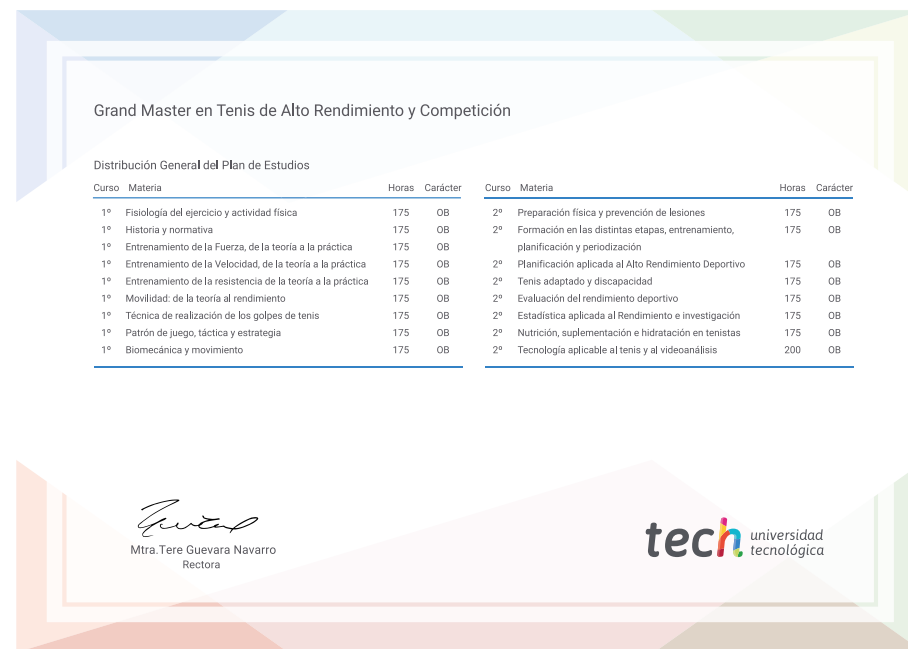 Grand Master en Tenis de Alto Rendimiento y Competición
Distribución General del Plan de Estudios
Curso Materia Horas Carácter
1º Fisiología del ejercicio y actividad física 175 OB
1º Historia y normativa 175 OB
1º Entrenamiento de la Fuerza, de la teoría a la práctica 175 OB
1º Entrenamiento de la Velocidad, de la teoría a la práctica 175 OB
1º Entrenamiento de la resistencia de la teoría a la práctica 175 OB
1º Movilidad: de la teoría al rendimiento 175 OB
1º Técnica de realización de los golpes de tenis 175 OB
1º Patrón de juego, táctica y estrategia 175 OB
1º Biomecánica y movimiento 175 OB
Curso Materia Horas Carácter
2º Preparación física y prevención de lesiones 175 OB
2º Formación en las distintas etapas, entrenamiento, 175 OB
planificación y periodización
2º Planificación aplicada al Alto Rendimiento Deportivo 175 OB
2º Tenis adaptado y discapacidad 175 OB
2º Evaluación del rendimiento deportivo 175 OB
2º Estadística aplicada al Rendimiento e investigación 175 OB
2º Nutrición, suplementación e hidratación en tenistas 175 OB
2º Tecnología aplicable al tenis y al videoanálisis 200 OB
Mtra.Tere Guevara Navarro
Rectora
tech universidad
tecnológica